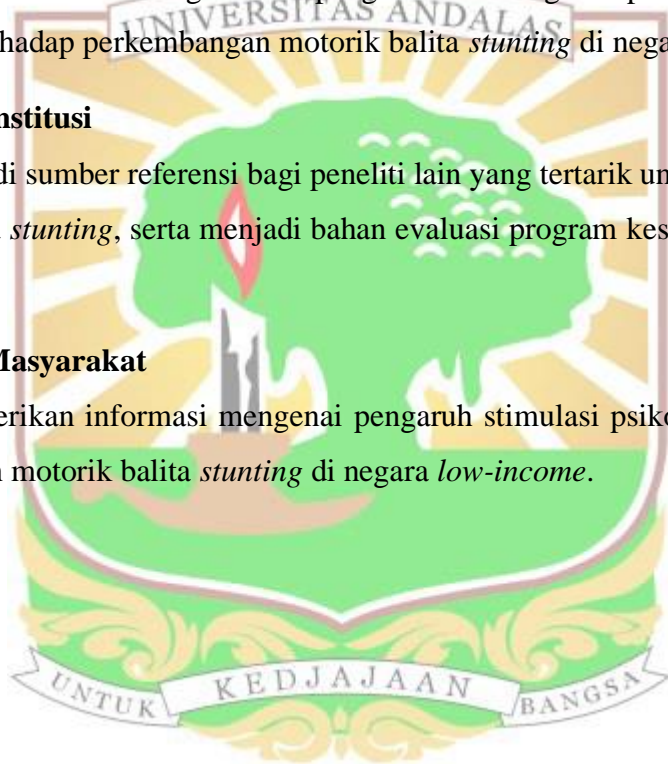 UNIVERSITAS ANDALAS
hadap perkembangan motorik balita stunting di nega
nstitusi
di sumber referensi bagi peneliti lain yang tertarik un
stunting, serta menjadi bahan evaluasi program kes
Masyarakat
erikan informasi mengenai pengaruh stimulasi psiko
motorik balita stunting di negara low-income.
UNTUK KEDJAJAAN BANGSA